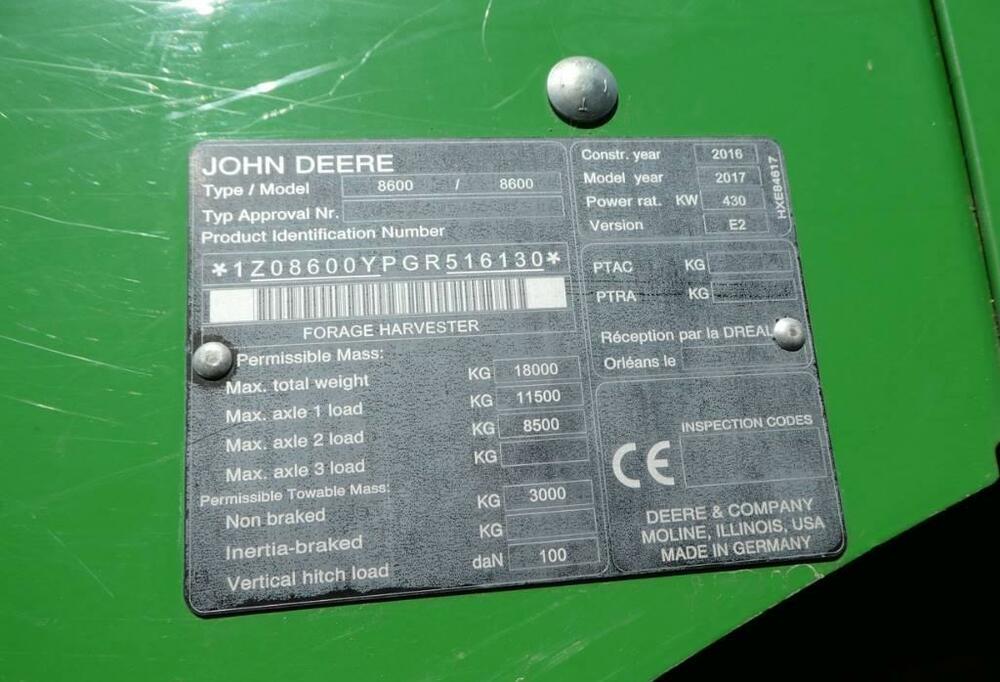 JOHN DEERE
Type / Model 8600 / 8600
Typ Approval Nr.
Product Identification Number
*1Z08600YPGR516130*
FORAGE HARVESTER
Permissible Mass:
Max. total weight KG 18000
Max. axle 1 load KG 11500
Max. axle 2 load KG 8500
Max. axle 3 load KG
Permissible Towable Mass:
Non braked KG 3000
Inertia-braked KG
Vertical hitch load daN 100
Constr. year 2016
Model year 2017
Power rat. KW 430
Version E2
HXE84617
PTAC KG
PTRA KG
Réception par la DREAL
Orléans le
INSPECTION CODES
CE
DEERE & COMPANY
MOLINE, ILLINOIS, USA
MADE IN GERMANY